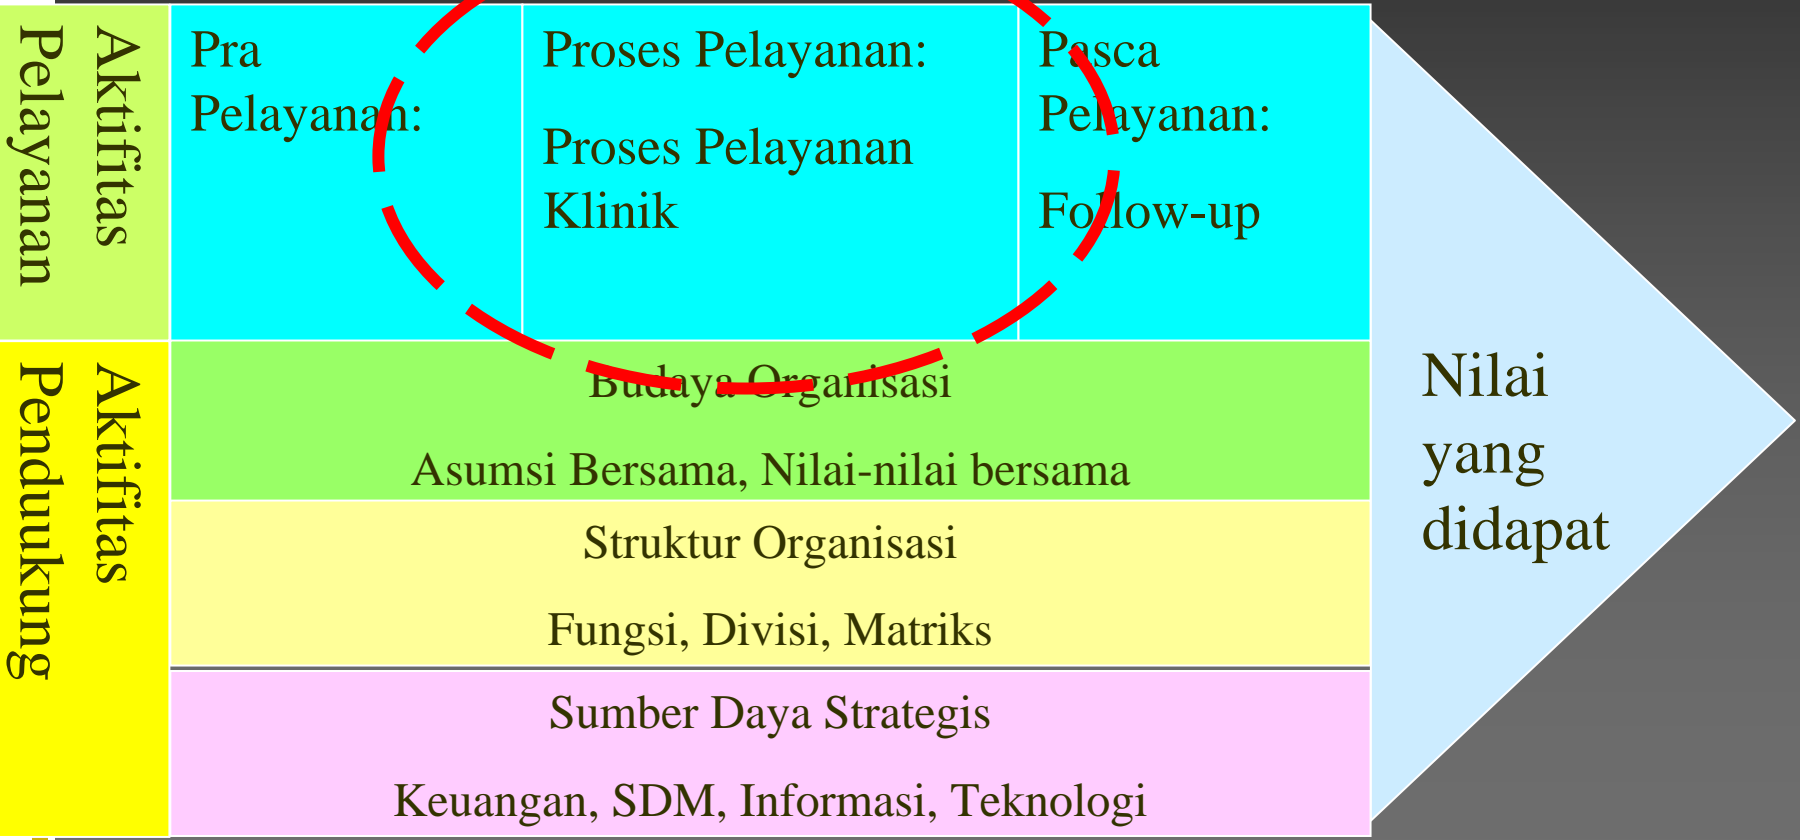 Aktifitas
Pelayanan
Pra
Pelayanan:
Proses Pelayanan:
Proses Pelayanan
Klinik
Pasca
Pelayanan:
Follow-up
Aktifitas
Penduukung
Budaya Organisasi
Asumsi Bersama, Nilai-nilai bersama
Struktur Organisasi
Fungsi, Divisi, Matriks
Sumber Daya Strategis
Keuangan, SDM, Informasi, Teknologi
Nilai
yang
didapat